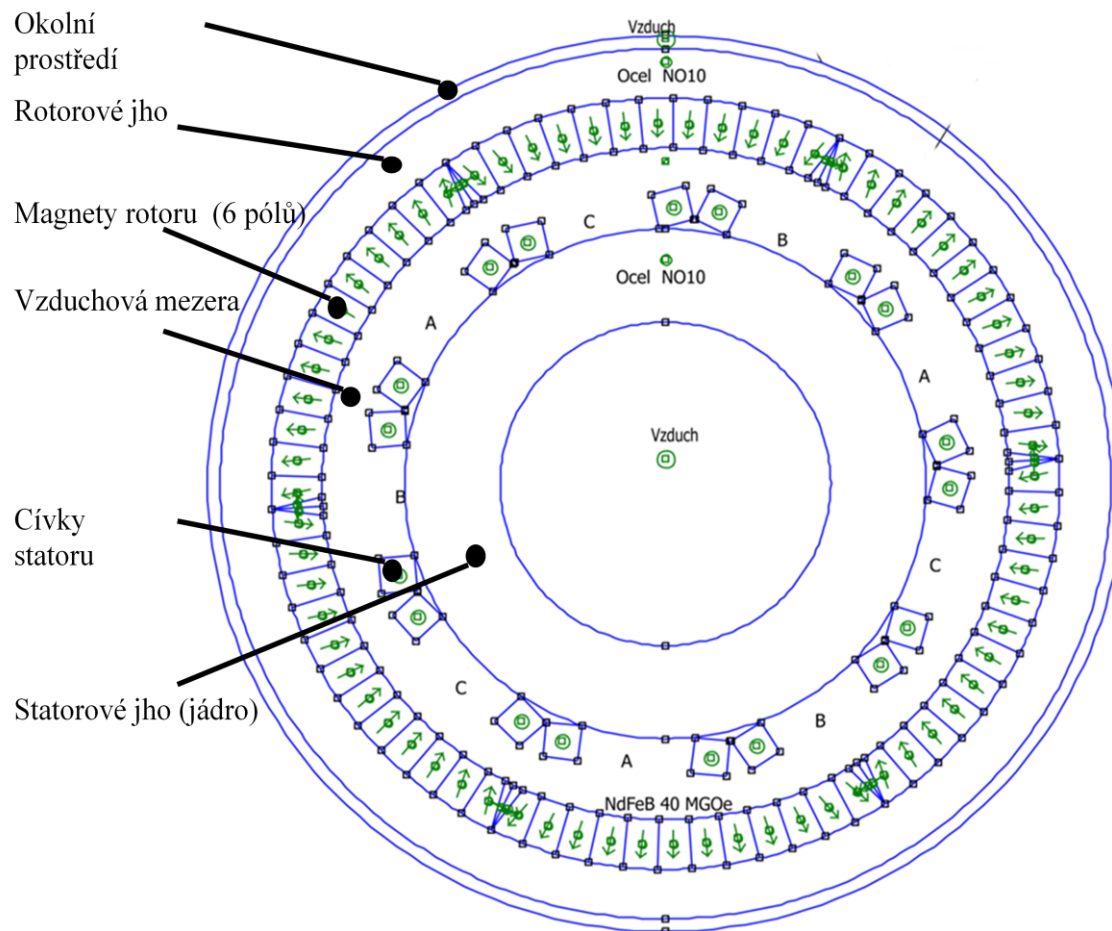 Okolní
prostředí
Rotorové jho
Magnety rotoru (6 pólů)
Vzduchová mezera
Cívky
statoru
Statorové jho (jádro)
Vzduch
Ocel NO10
C
B
Ocel NO10
A
A
Vzduch
B
C
C
B
A
NdFeB 40 MGOe